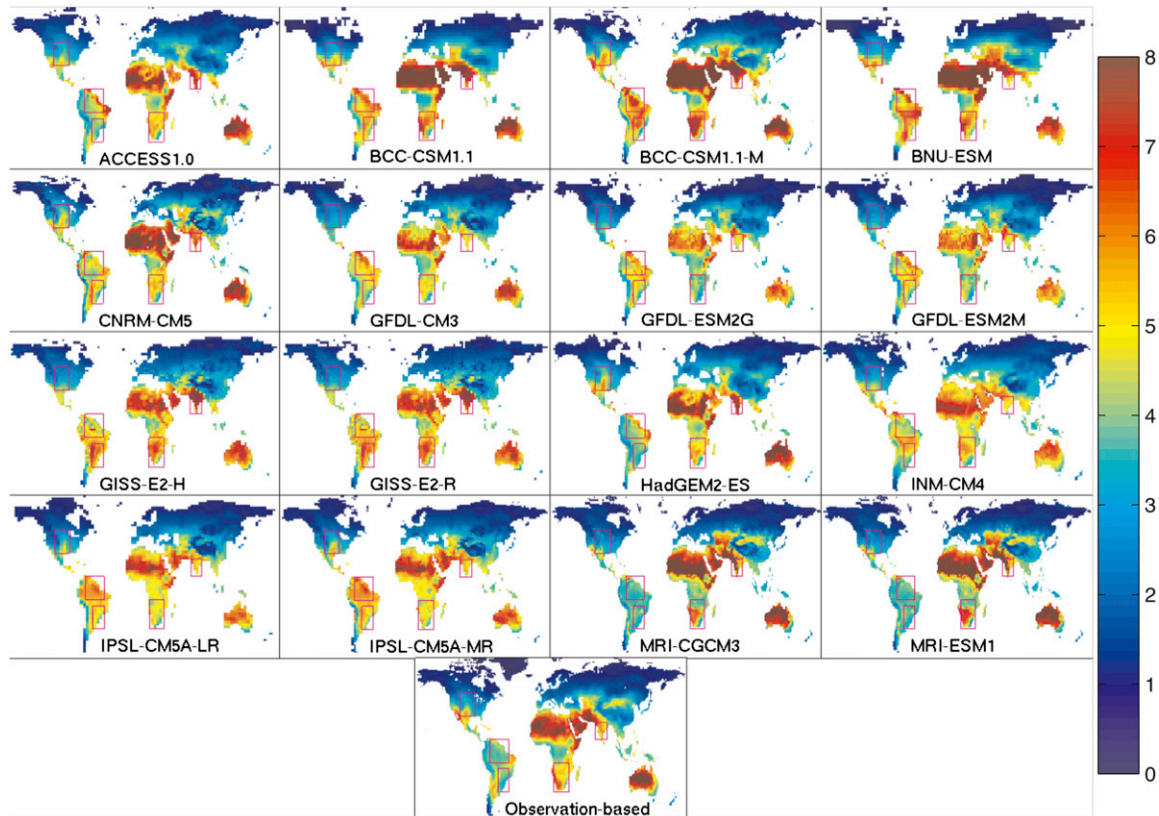 ACCESS1.0
BCC-CSM1.1
BCC-CSM1.1-M
BNU-ESM
CNRM-CM5
GFDL-CM3
GFDL-ESM2G
GFDL-ESM2M
GISS-E2-H
GISS-E2-R
HadGEM2-ES
INM-CM4
IPSL-CM5A-LR
IPSL-CM5A-MR
MRI-CGCM3
MRI-ESM1
Observation-based
8
7
6
5
4
3
2
1
0